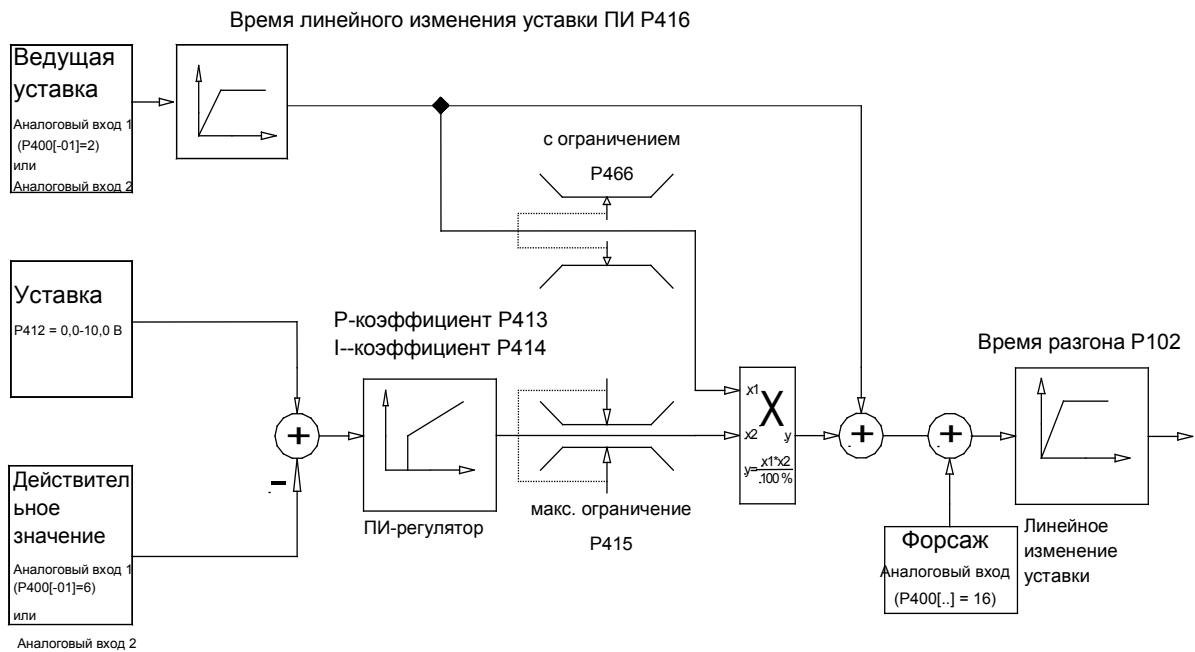 Время линейного изменения уставки ПИ P416
Ведущая
уставка
Аналоговый вход 1
(P400[-01]=2)
или
Аналоговый вход 2
с ограничением
P466
Уставка
P412 = 0,0-10,0 В
P-коэффициент P413
I--коэффициент P414
Время разгона P102
x1
X
x2
y
y= x1*x2
100 %
Действител
ьное
значение
Аналоговый вход 1
(P400[-01]=6)
или
Аналоговый вход 2
+
-
ПИ-регулятор
макс. ограничение
P415
+
+
Форсаж
Аналоговый вход
(P400[..] = 16)
Линейное
изменение
уставки